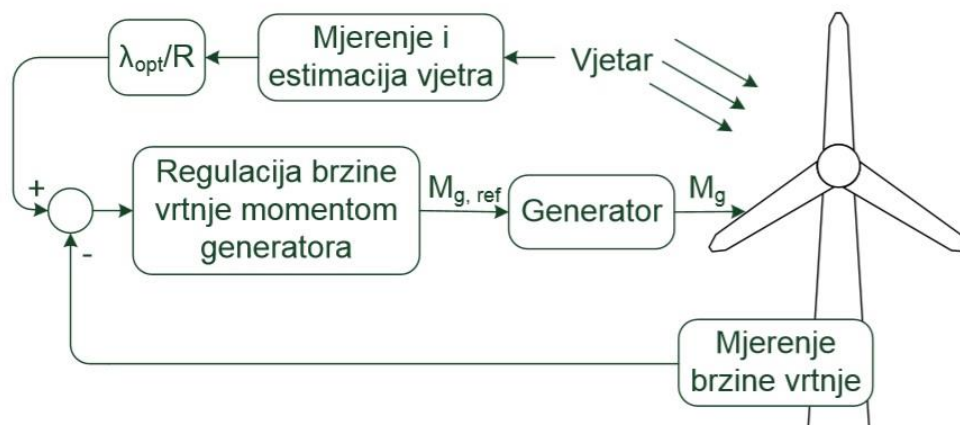 λopt/R
Mjerenje i
estimacija vjetra
Vjetar
+
-
Regulacija brzine
vrtnje momentom
generatora
Mg, ref
Generator
Mg
Mjerenje
brzine vrtnje